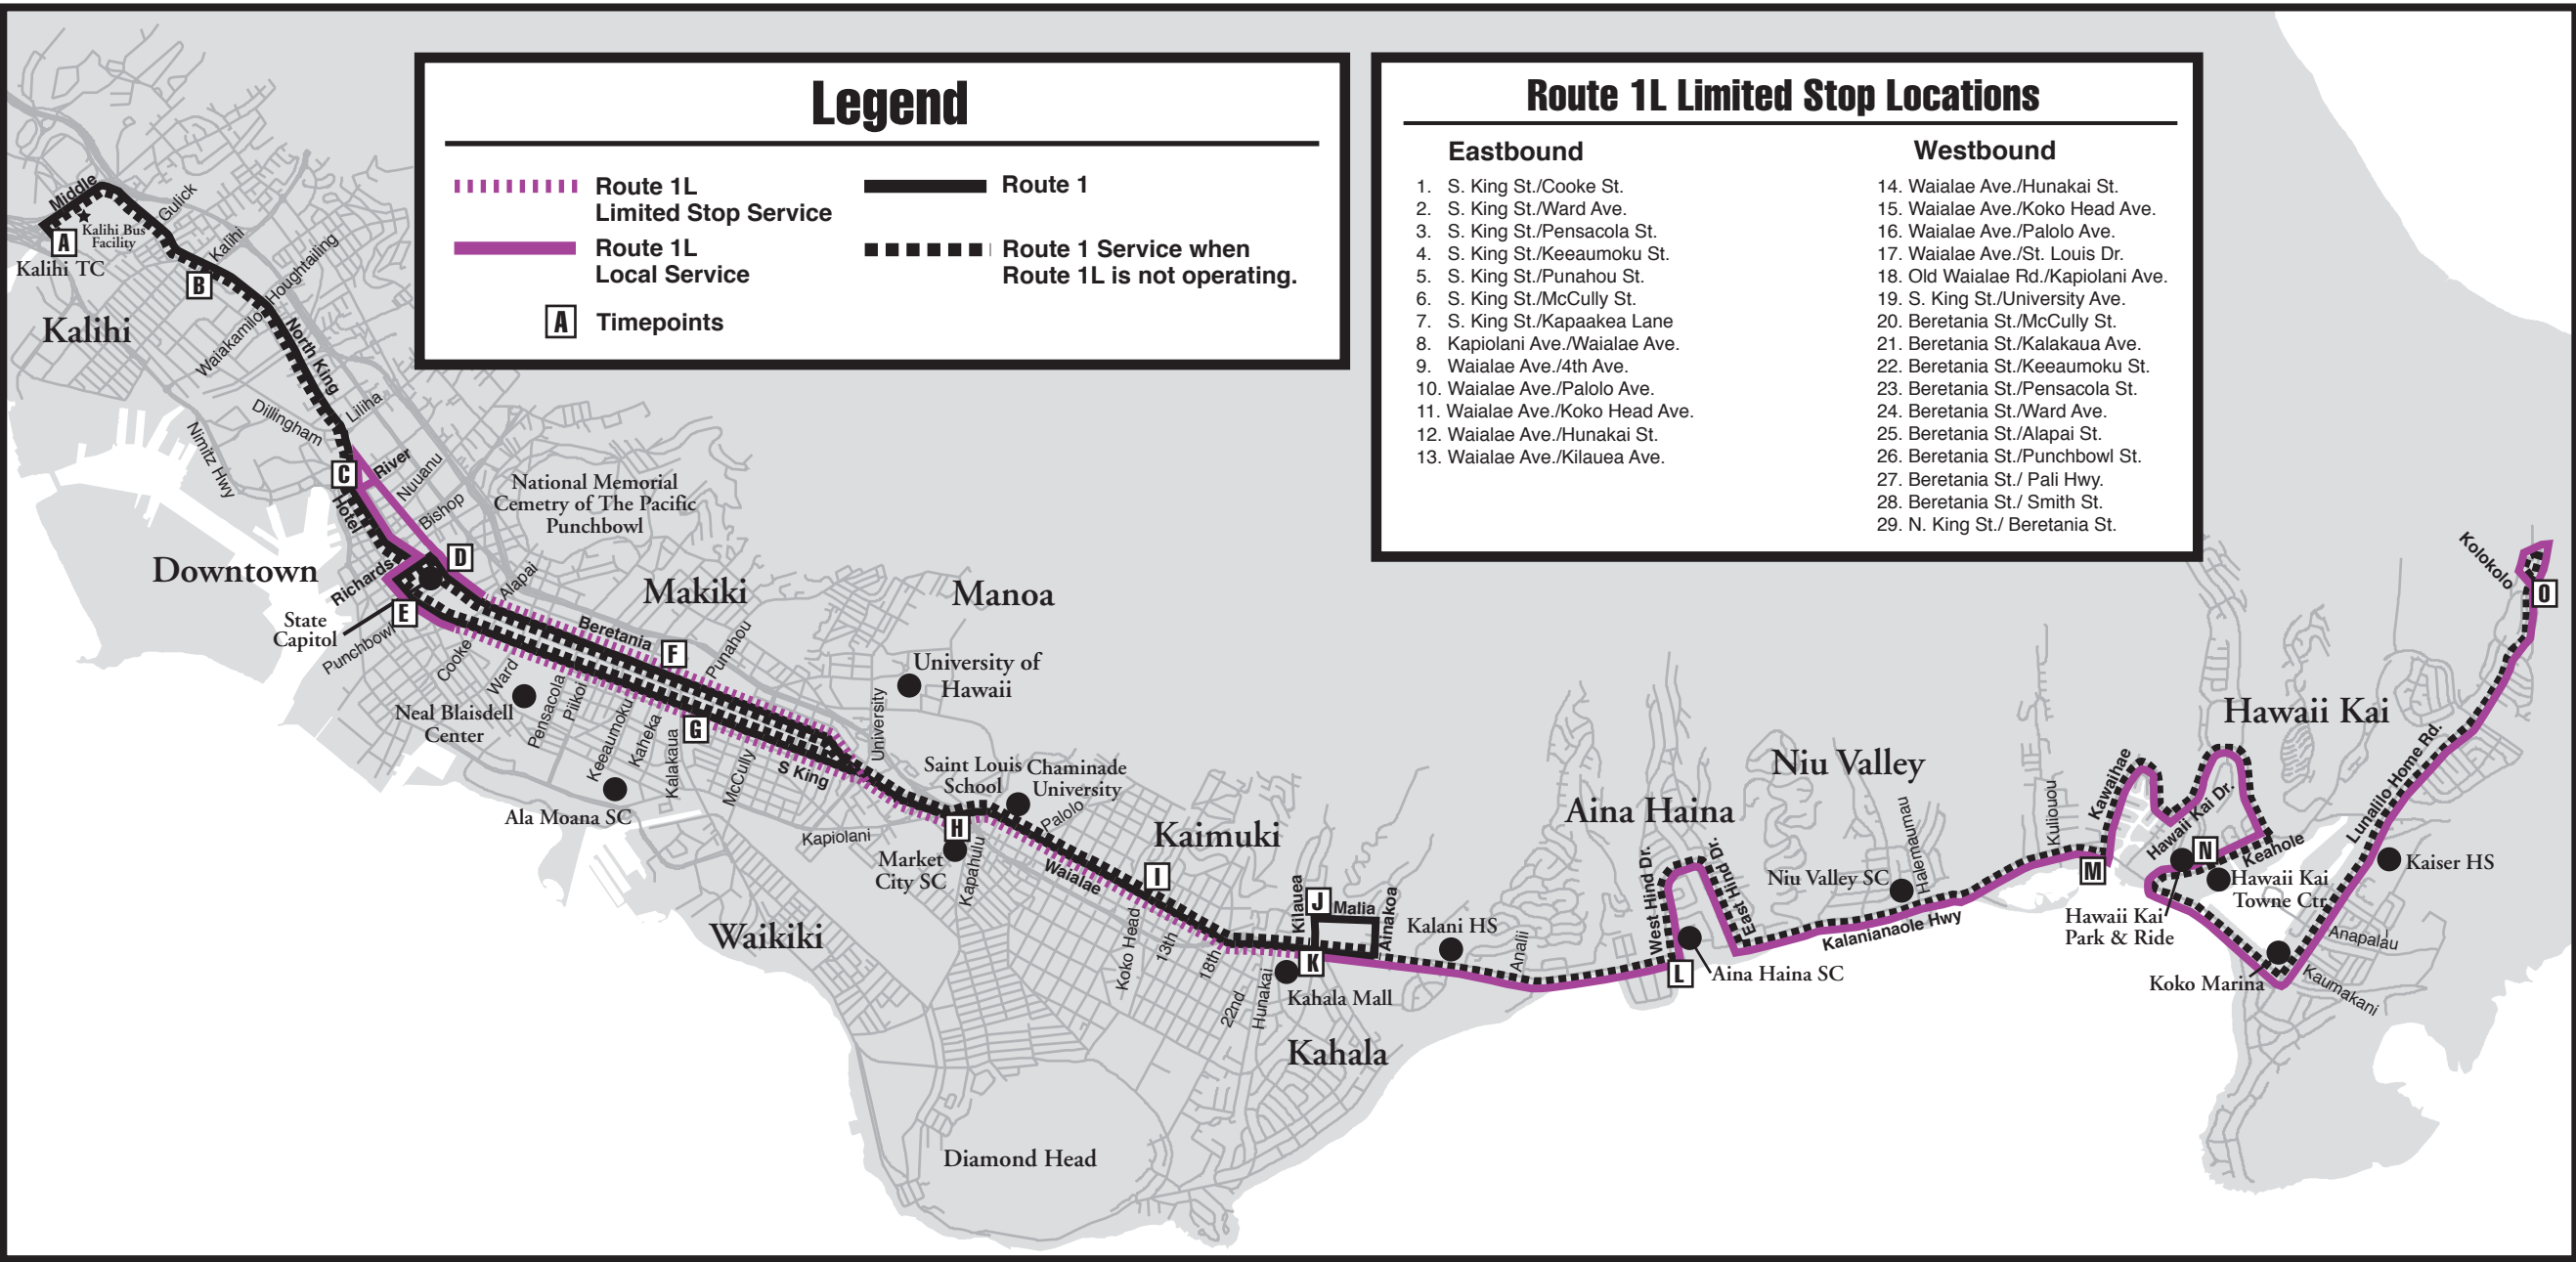 Legend
Route 1L
Limited Stop Service
Route 1L
Local Service
A Timepoints
Route 1
Route 1 Service when
Route 1L is not operating.
Route 1L Limited Stop Locations
Eastbound
1. S. King St./Cooke St.
2. S. King St./Ward Ave.
3. S. King St./Pensacola St.
4. S. King St./Keeaumoku St.
5. S. King St./Punahou St.
6. S. King St./McCully St.
7. S. King St./Kapaakea Lane
8. Kapiolani Ave./Waialae Ave.
9. Waialae Ave./4th Ave.
10. Waialae Ave./Palolo Ave.
11. Waialae Ave./Koko Head Ave.
12. Waialae Ave./Hunakai St.
13. Waialae Ave./Kilauea Ave.
Westbound
14. Waialae Ave./Hunakai St.
15. Waialae Ave./Koko Head Ave.
16. Waialae Ave./Palolo Ave.
17. Waialae Ave./St. Louis Dr.
18. Old Waialae Rd./Kapiolani Ave.
19. S. King St./University Ave.
20. Beretania St./McCully St.
21. Beretania St./Kalakaua Ave.
22. Beretania St./Keeaumoku St.
23. Beretania St./Pensacola St.
24. Beretania St./Ward Ave.
25. Beretania St./Alapai St.
26. Beretania St./Punchbowl St.
27. Beretania St./ Pali Hwy.
28. Beretania St./ Smith St.
29. N. King St./ Beretania St.
Middle
Gulick
A
Kalihi Bus
Facility
Kalihi TC
Kalihi
B
Houghtailing
Kalihi
Waiakamilo
North King
Dillingham
Liliha
Nimitz Hwy
C
River
Nuuanu
Hotel
Bishop
National Memorial
Cemetry of The Pacific
Punchbowl
Downtown
D
Richards
Alapai
E
State
Capitol
Punchbowl
Makiki
Manoa
Beretania
F
Punahou
Cooke
Ward
Neal Blaisdell
Center
Pensacola
Piikoi
Keeaumoku
Kaheka
Kalakaua
G
McCully
S King
Ala Moana SC
University
University of
Hawaii
Saint Louis
School
Chaminade
University
Kapiolani
H
Palolo
Market
City SC
Kapahulu
Waialae
Kaimuki
I
Waikiki
Koko Head
13th
18th
22nd
Hunakai
Kilauea
J
Malia
Ainakoa
K
Kahala Mall
Kahala
Diamond Head
Kalani HS
Analii
Aina Haina
West Hind Dr.
East Hind Dr.
L
Aina Haina SC
Niu Valley
Niu Valley SC
Halemaumau
Kalanianaole Hwy
Kuliouou
M
Kawaihae
Hawaii Kai
Hawaii Kai Dr.
N
Keahole
Hawaii Kai
Towne Ctr
Hawaii Kai
Park & Ride
Koko Marina
Lunalilo Home Rd.
Kaiser HS
Anapalau
Kaumakani
Kolokolo
O